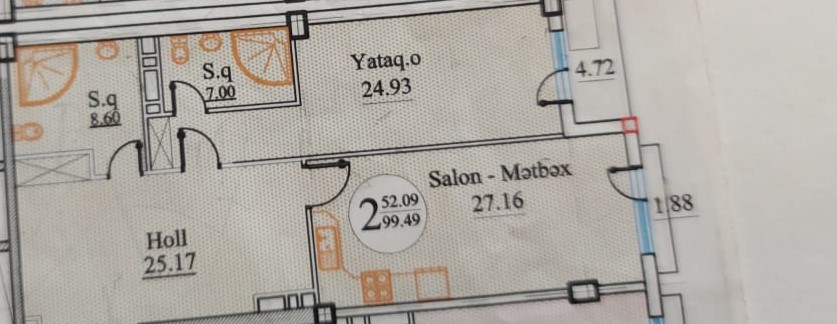 S.q
7.00
Yataq.o
24.93
4.72
S.q
8.60
Salon - Mətbəx
27.16
2 52.09
99.49
1.88
Holl
25.17